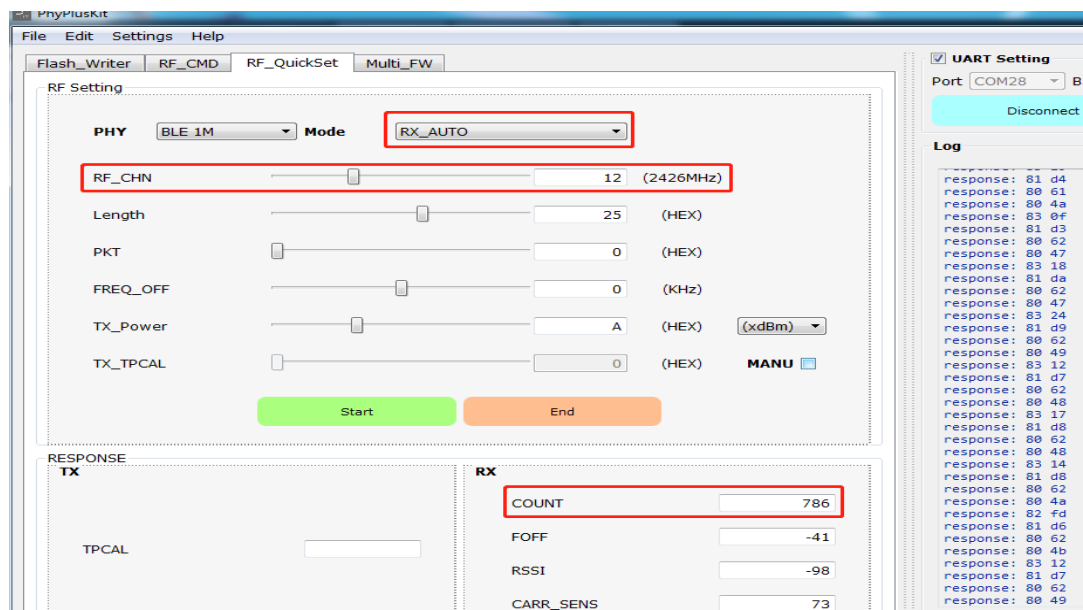 PhyPlusKit
File Edit Settings Help
Flash_Writer RF_CMD RF_QuickSet Multi_FW
RF Setting
PHY BLE 1M Mode RX_AUTO
RF_CHN 12 (2426MHz)
Length 25 (HEX)
PKT 0 (HEX)
FREQ_OFF 0 (KHz)
TX_Power A (HEX) (xdBm)
TX_TPCAL 0 (HEX) MANU
Start End
RESPONSE
TX
TPCAL
RX
COUNT 786
FOFF -41
RSSI -98
CARR_SENS 73
UART Setting
Port COM28 B
Disconnect
Log
response: 81 d4
response: 80 61
response: 80 4a
response: 83 0f
response: 81 d3
response: 80 62
response: 80 47
response: 83 18
response: 81 da
response: 80 62
response: 80 47
response: 83 24
response: 81 d9
response: 80 62
response: 80 49
response: 83 12
response: 81 d7
response: 80 62
response: 80 48
response: 83 17
response: 81 d8
response: 80 62
response: 80 48
response: 83 14
response: 81 d8
response: 80 62
response: 80 4a
response: 82 fd
response: 81 d6
response: 80 62
response: 80 4b
response: 83 12
response: 81 d7
response: 80 62
response: 80 49